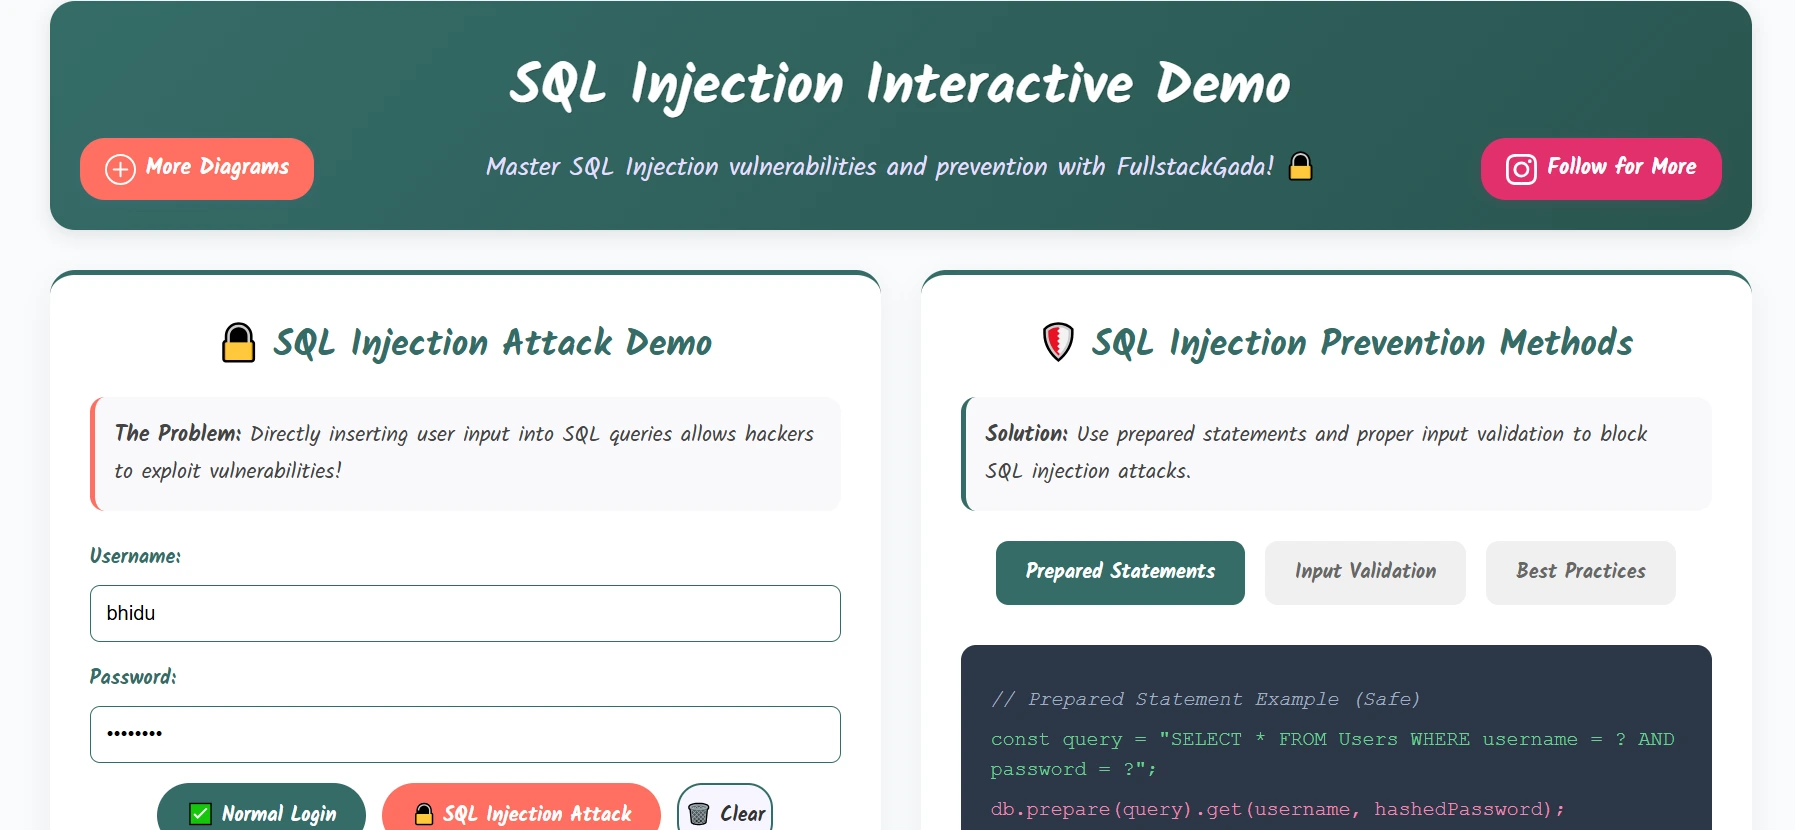 SQL Injection Interactive Demo
More Diagrams
Master SQL Injection vulnerabilities and prevention with FullstackGada! 🔒
Follow for More
🔒 SQL Injection Attack Demo
The Problem: Directly inserting user input into SQL queries allows hackers
to exploit vulnerabilities!
Username:
bhidu
Password:
••••••••
✅ Normal Login
🔒 SQL Injection Attack
🗑️ Clear
🛡️ SQL Injection Prevention Methods
Solution: Use prepared statements and proper input validation to block
SQL injection attacks.
Prepared Statements
Input Validation
Best Practices
// Prepared Statement Example (Safe)
const query = "SELECT * FROM Users WHERE username = ? AND
password = ?";
db.prepare(query).get(username, hashedPassword);